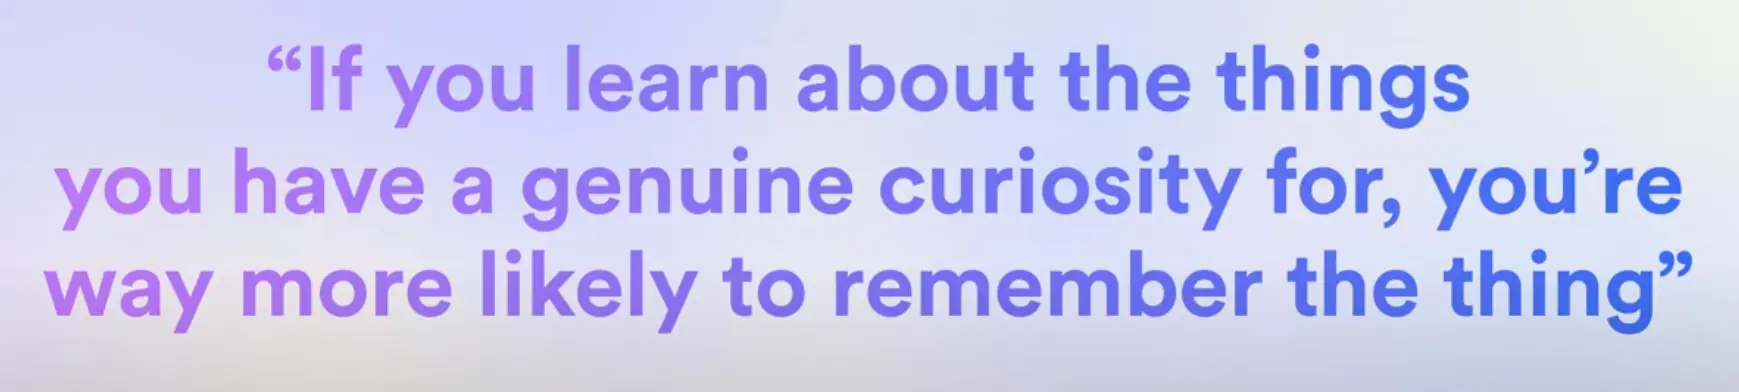 “If you learn about the things
you have a genuine curiosity for, you’re
way more likely to remember the thing”